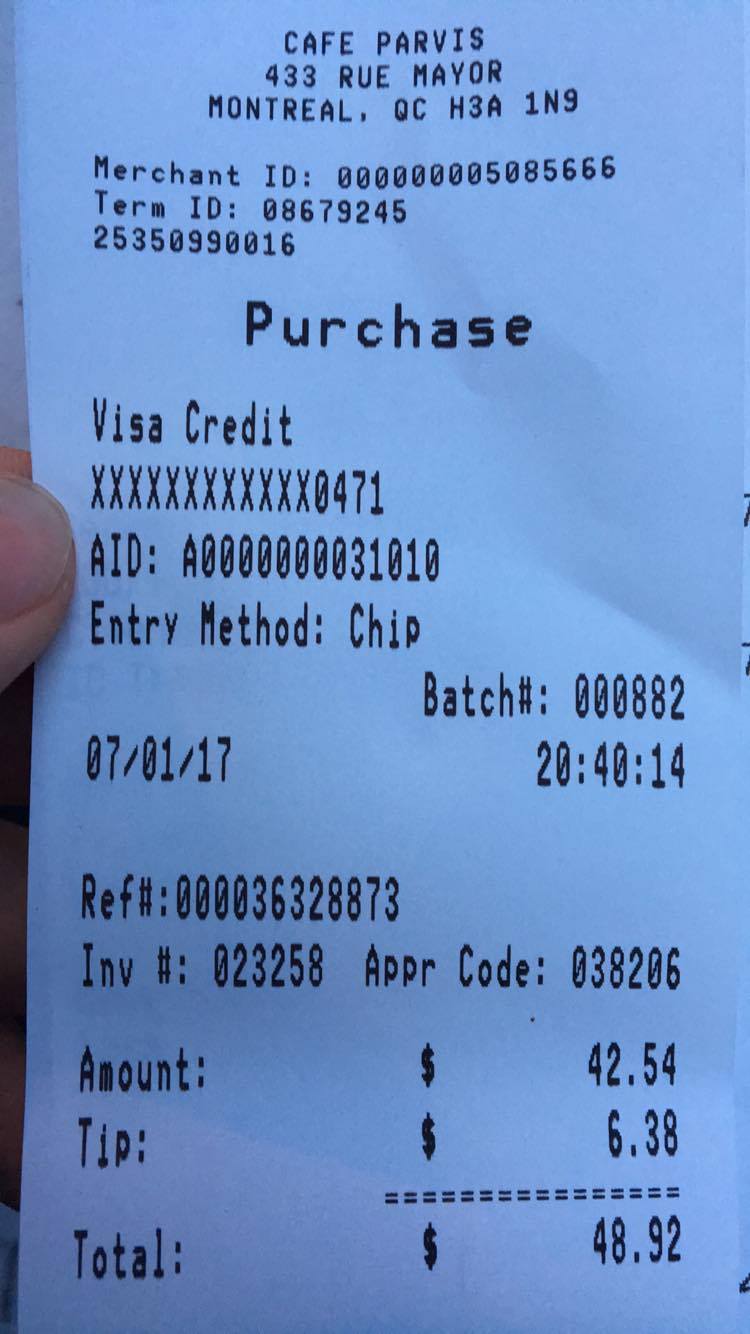 CAFE PARVIS
433 RUE MAYOR
MONTREAL, QC H3A 1N9
Merchant ID: 000000005085666
Term ID: 08679245
25350990016
Purchase
Visa Credit
XXXXXXXXXXXX0471
AID: A0000000031010
Entry Method: Chip
Batch#: 000882
07/01/17 20:40:14
Ref#:000036328873
Inv #: 023258 Appr Code: 038206
Amount: $ 42.54
Tip: $ 6.38
================
Total: $ 48.92